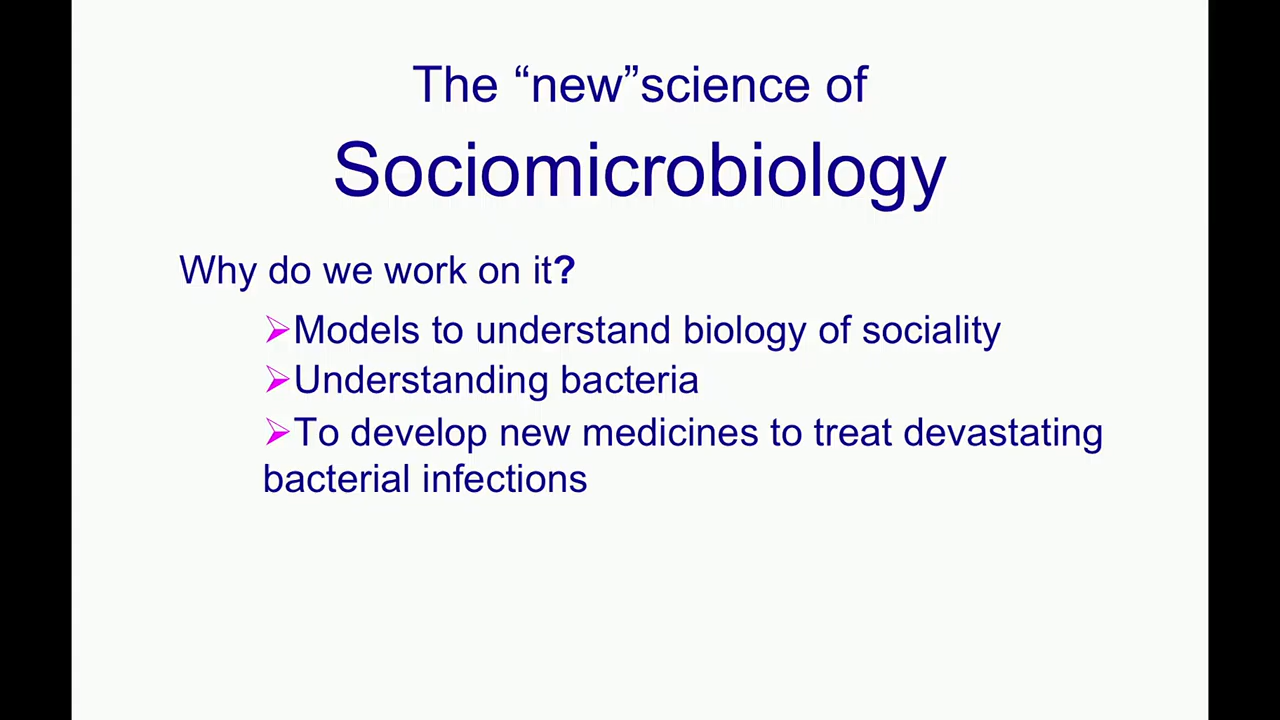 The “new”science of
Sociomicrobiology
Why do we work on it?
➢Models to understand biology of sociality
➢Understanding bacteria
➢To develop new medicines to treat devastating
bacterial infections